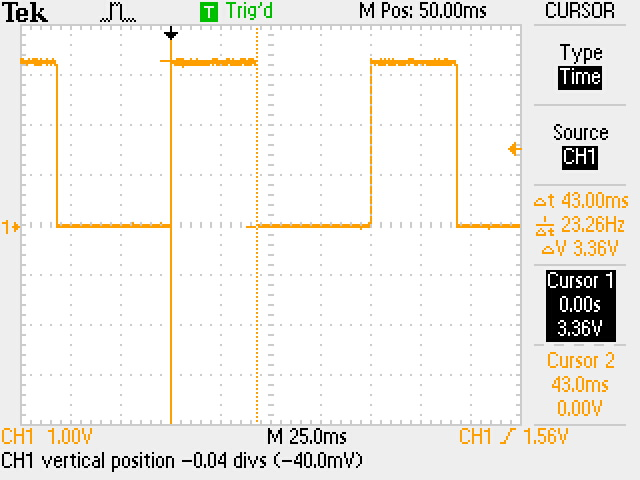 Tek T Trig'd M Pos: 50.00ms CURSOR
Type
Time
Source
CH1
Δt 43.00ms
1/Δt 23.26Hz
ΔV 3.36V
1
Cursor 1
0.00s
3.36V
Cursor 2
43.0ms
0.00V
CH1 1.00V M 25.0ms CH1 1.56V
CH1 vertical position -0.04 divs (-40.0mV)